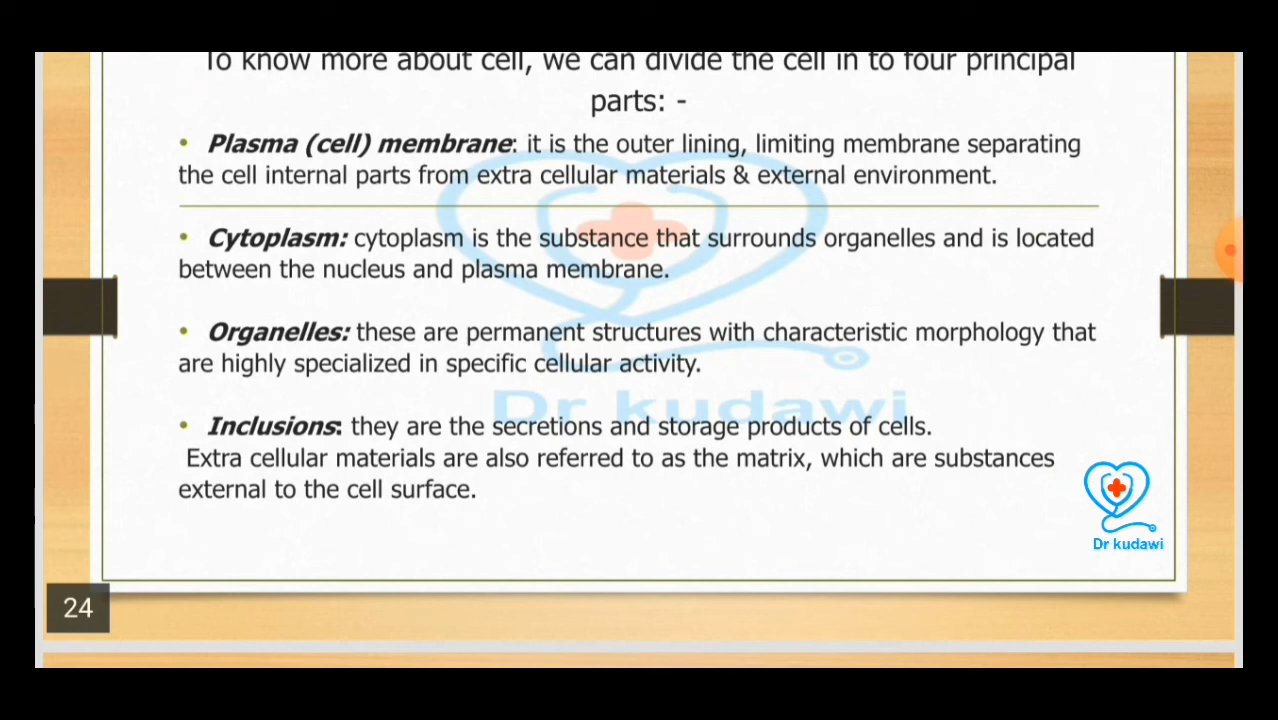 To know more about cell, we can divide the cell in to four principal
parts: -
• Plasma (cell) membrane: it is the outer lining, limiting membrane separating
the cell internal parts from extra cellular materials & external environment.
• Cytoplasm: cytoplasm is the substance that surrounds organelles and is located
between the nucleus and plasma membrane.
• Organelles: these are permanent structures with characteristic morphology that
are highly specialized in specific cellular activity.
Dr kudawi
• Inclusions: they are the secretions and storage products of cells.
Extra cellular materials are also referred to as the matrix, which are substances
external to the cell surface.
Dr kudawi
24